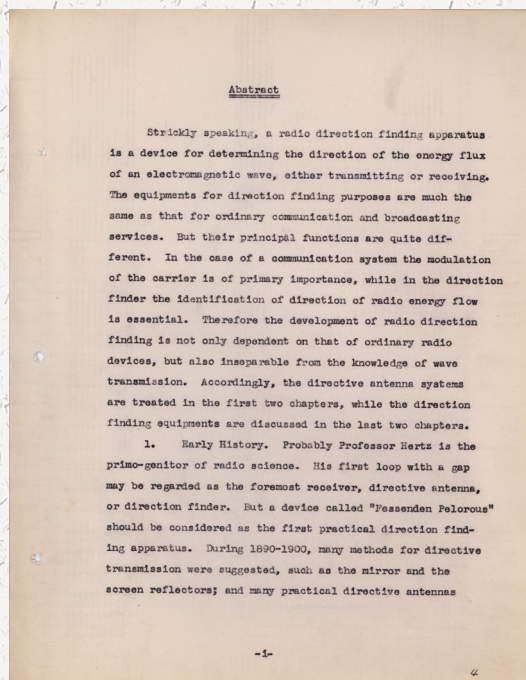 Abstract
Strickly speaking, a radio direction finding apparatus
is a device for determining the direction of the energy flux
of an electromagnetic wave, either transmitting or receiving.
The equipments for direction finding purposes are much the
same as that for ordinary communication and broadcasting
services. But their principal functions are quite dif-
ferent. In the case of a communication system the modulation
of the carrier is of primary importance, while in the direction
finder the identification of direction of radio energy flow
is essential. Therefore the development of radio direction
finding is not only dependent on that of ordinary radio
devices, but also inseparable from the knowledge of wave
transmission. Accordingly, the directive antenna systems
are treated in the first two chapters, while the direction
finding equipments are discussed in the last two chapters.
1. Early History. Probably Professor Hertz is the
primo-genitor of radio science. His first loop with a gap
may be regarded as the foremost receiver, directive antenna,
or direction finder. But a device called "Fessenden Pelorous"
should be considered as the first practical direction find-
ing apparatus. During 1890-1900, many methods for directive
transmission were suggested, such as the mirror and the
screen reflectors; and many practical directive antennas
-i-
4